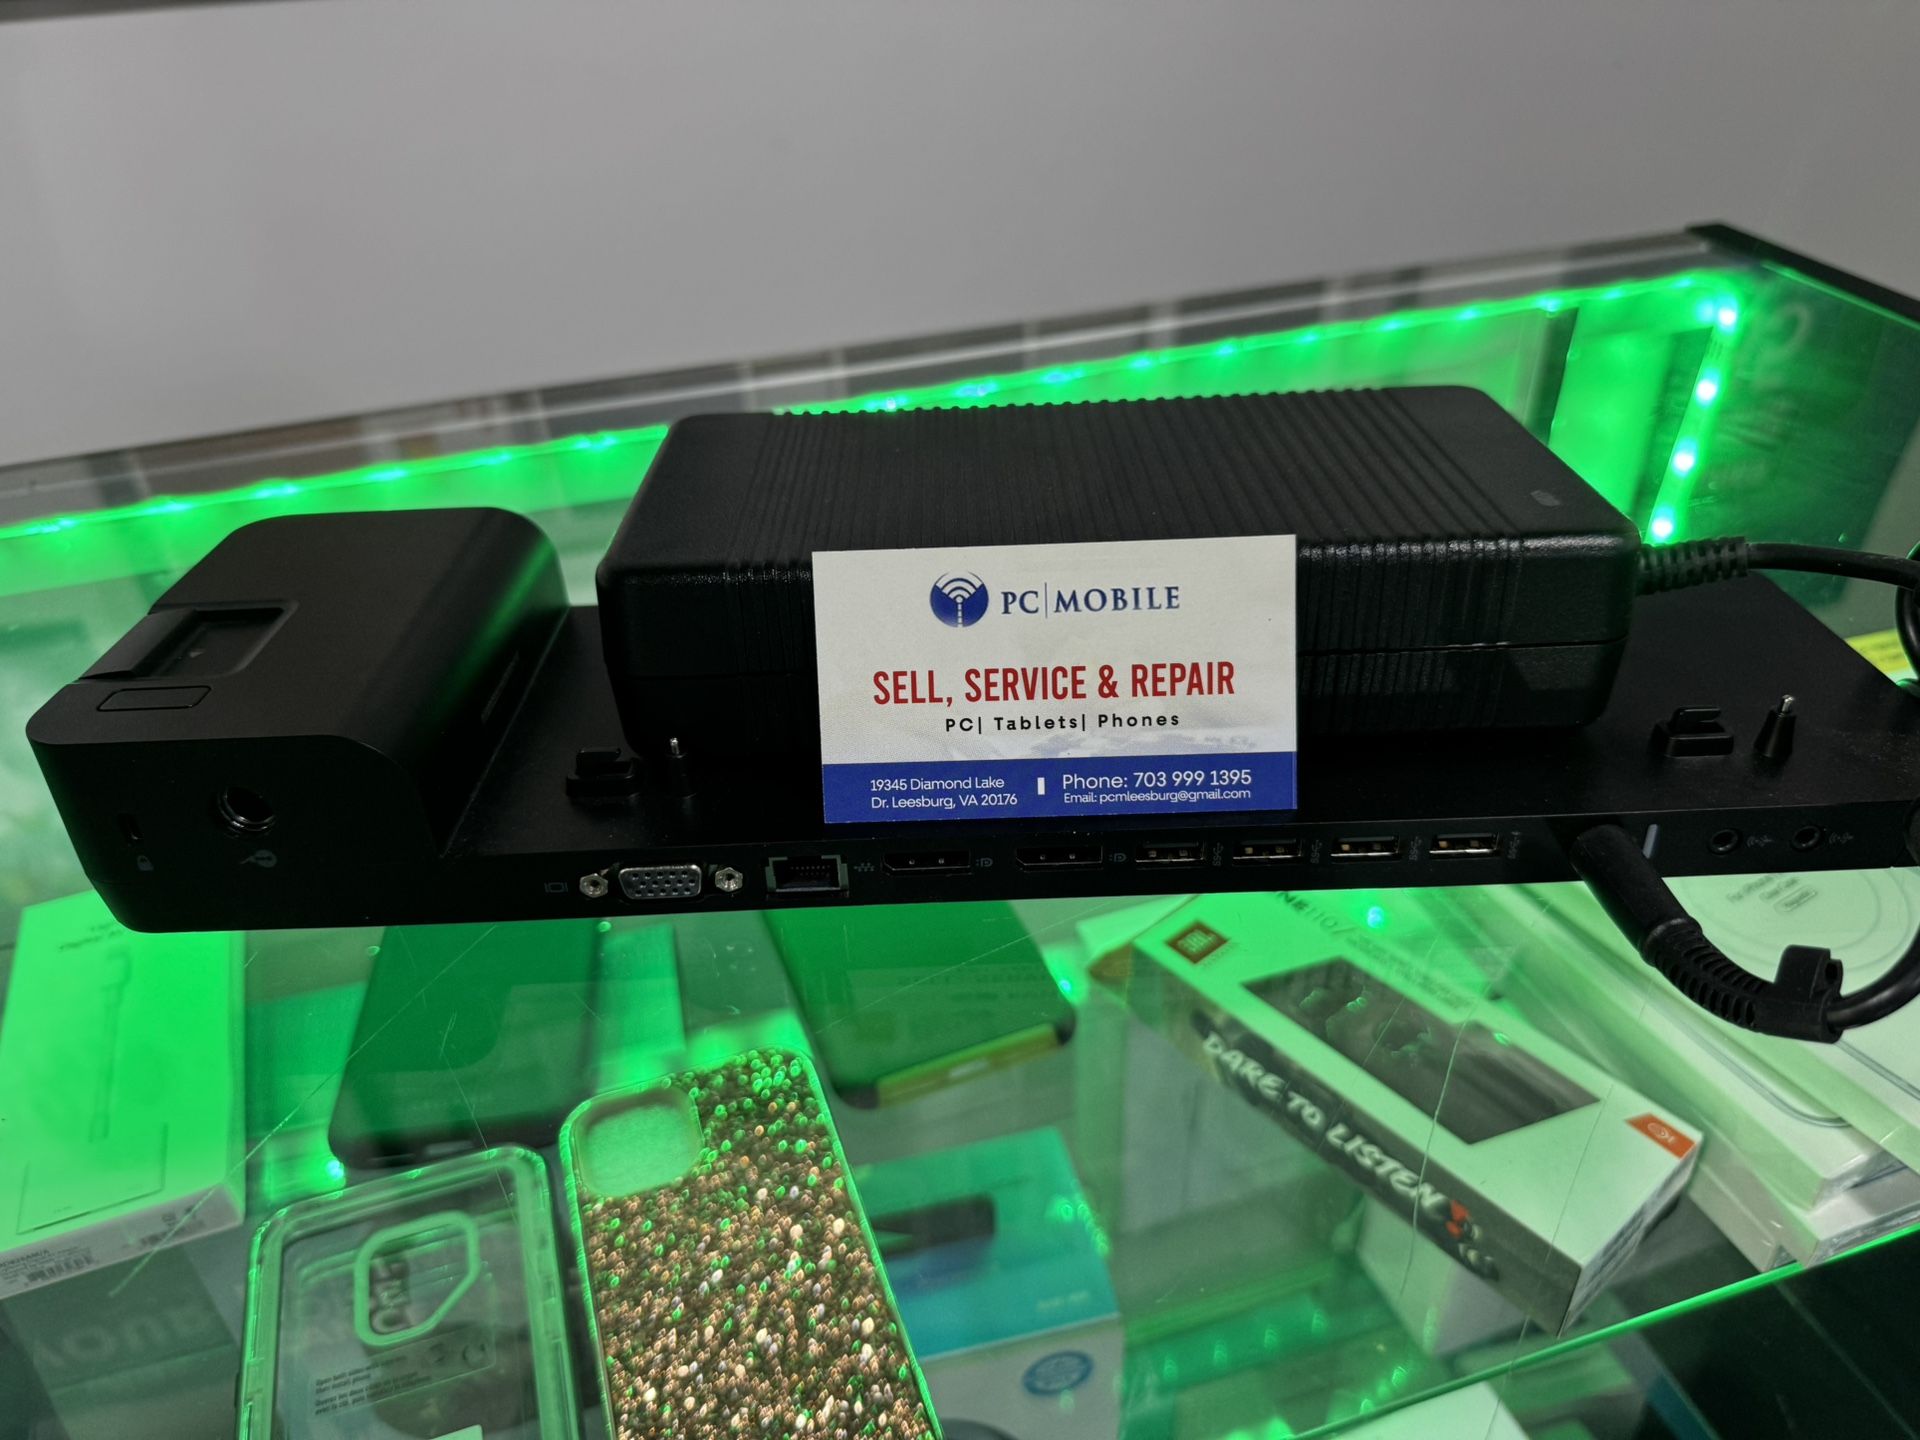 PC|MOBILE
SELL, SERVICE & REPAIR
PC| Tablets| Phones
19345 Diamond Lake
Dr. Leesburg, VA 20176
Phone: 703 999 1395
Email: pcmleesburg@gmail.com
JBL
DARE TO LISTEN